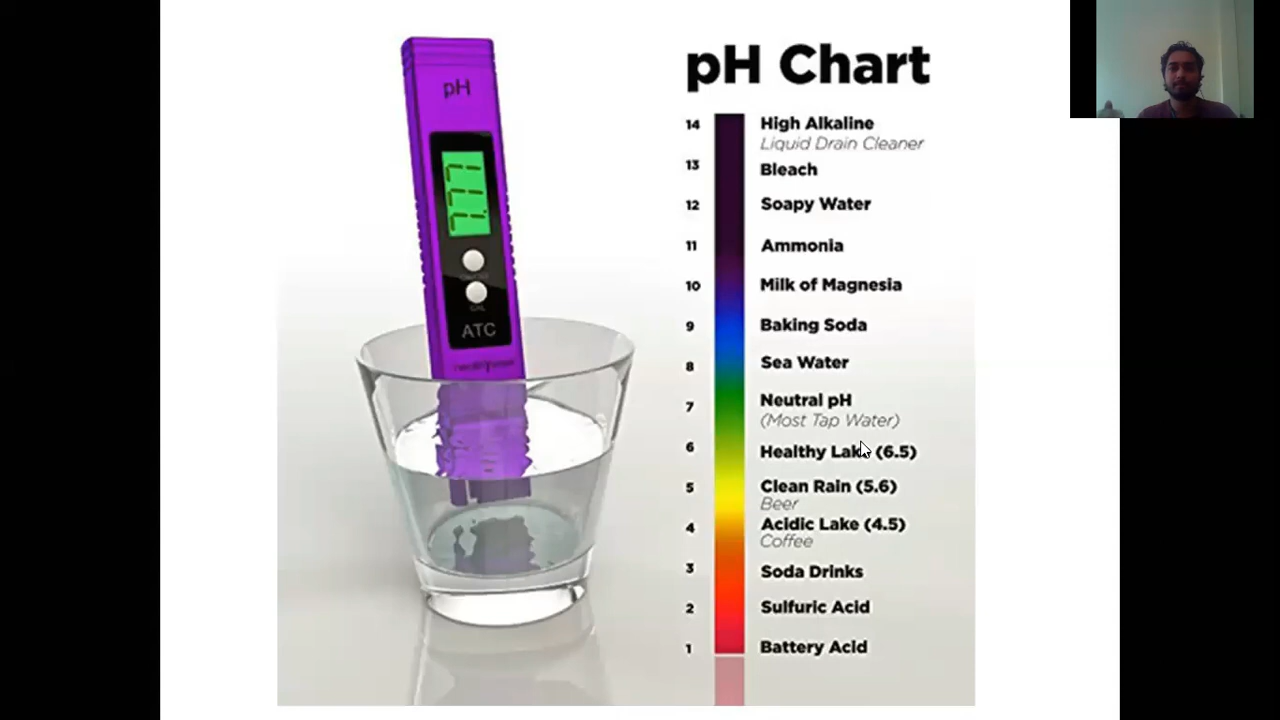 pH
ATC
pH Chart
14 High Alkaline
Liquid Drain Cleaner
13 Bleach
12 Soapy Water
11 Ammonia
10 Milk of Magnesia
9 Baking Soda
8 Sea Water
7 Neutral pH
(Most Tap Water)
6 Healthy Lake (6.5)
5 Clean Rain (5.6)
Beer
4 Acidic Lake (4.5)
Coffee
3 Soda Drinks
2 Sulfuric Acid
1 Battery Acid